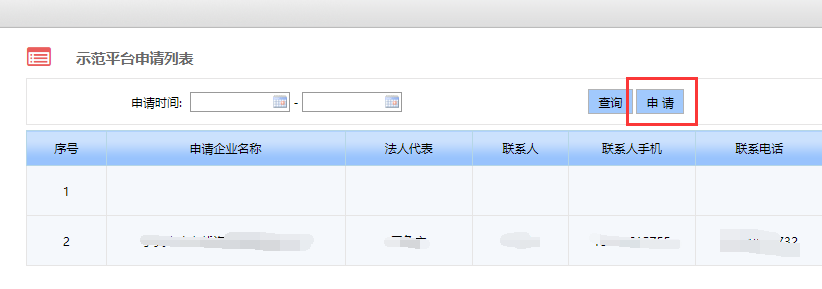 示范平台申请列表
申请时间: - 查询 申 请
序号 申请企业名称 法人代表 联系人 联系人手机 联系电话
1
2 732